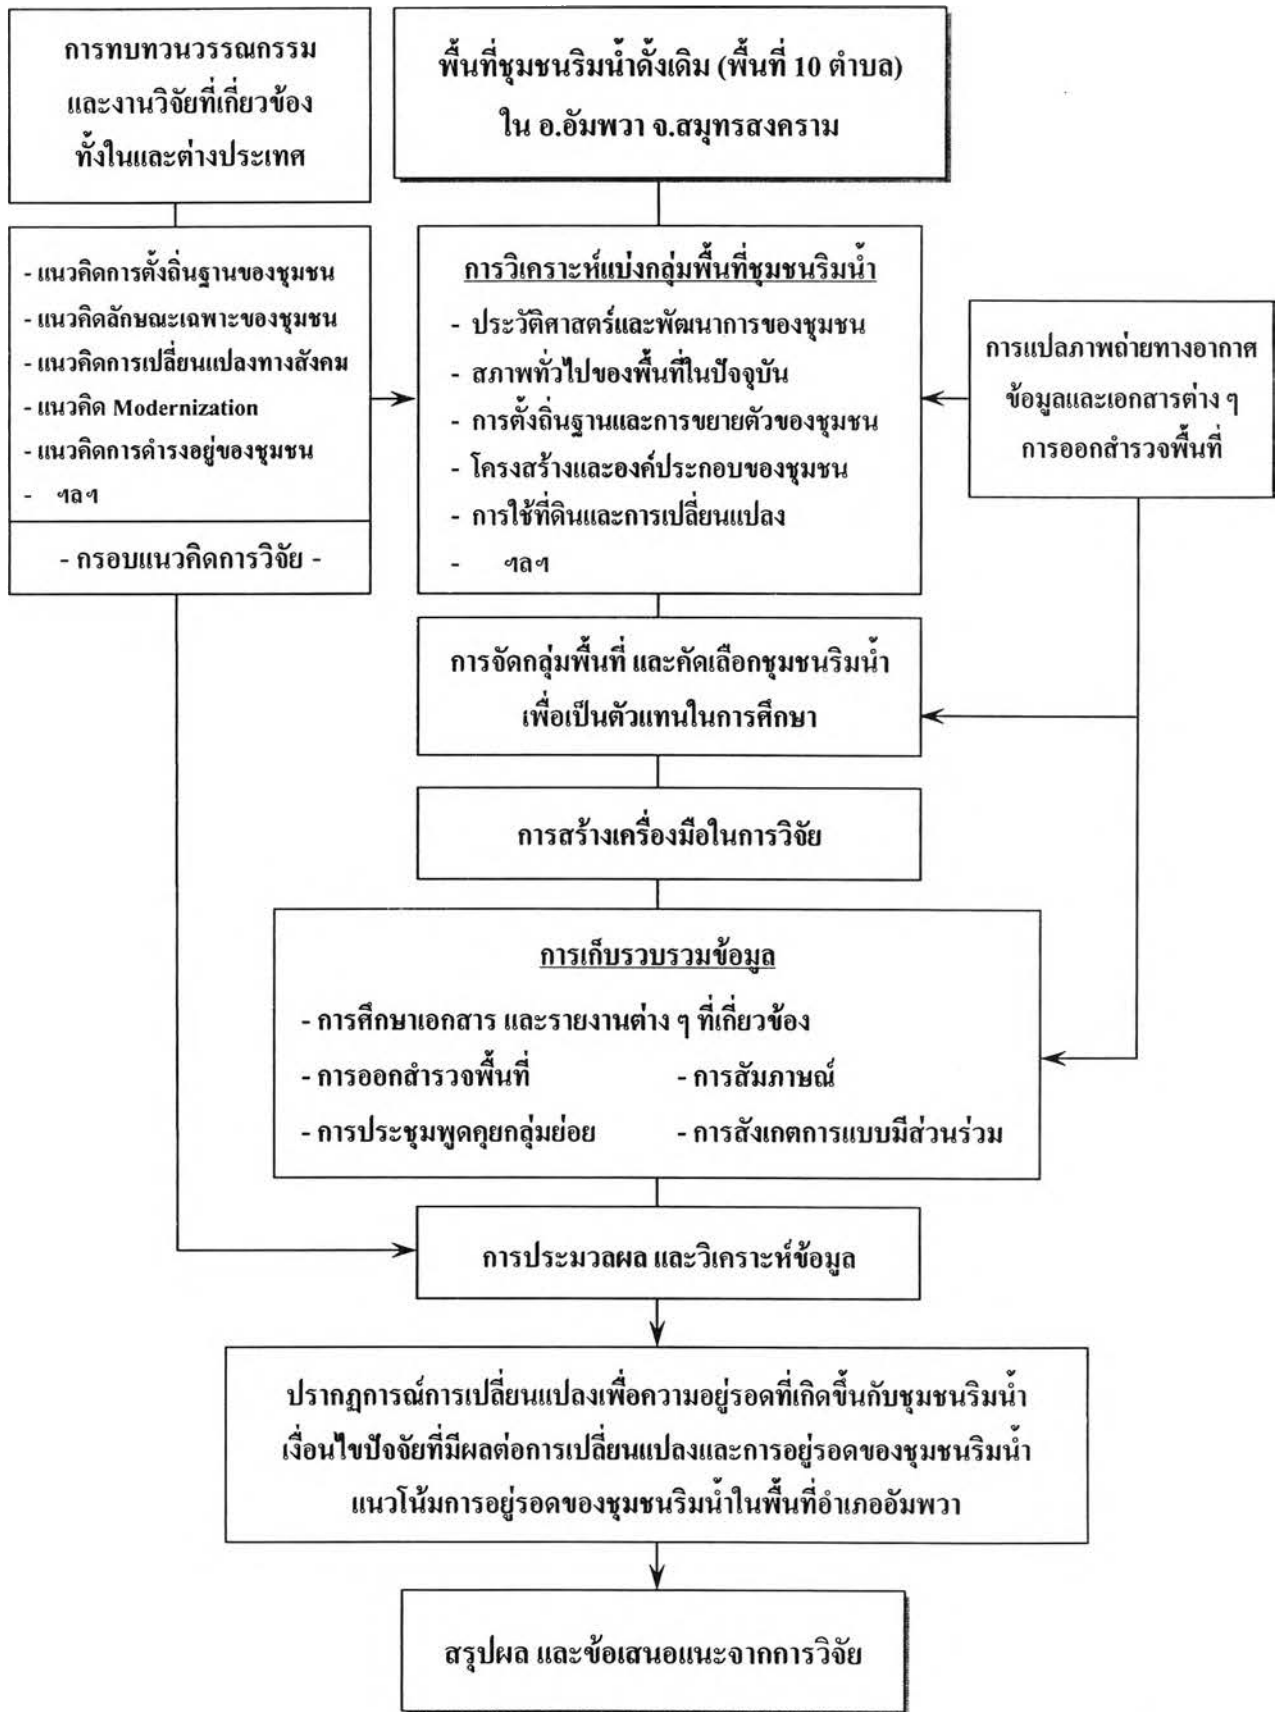 การทบทวนวรรณกรรม
และงานวิจัยที่เกี่ยวข้อง
ทั้งในและต่างประเทศ
พื้นที่ชุมชนริมน้ำดั้งเดิม (พื้นที่ 10 ตำบล)
ใน อ.อัมพวา จ.สมุทรสงคราม
- แนวคิดการตั้งถิ่นฐานของชุมชน
- แนวคิดลักษณะเฉพาะของชุมชน
- แนวคิดการเปลี่ยนแปลงทางสังคม
- แนวคิด Modernization
- แนวคิดการดำรงอยู่ของชุมชน
- ฯลฯ
- กรอบแนวคิดการวิจัย -
การวิเคราะห์แบ่งกลุ่มพื้นที่ชุมชนริมน้ำ
- ประวัติศาสตร์และพัฒนาการของชุมชน
- สภาพทั่วไปของพื้นที่ในปัจจุบัน
- การตั้งถิ่นฐานและการขยายตัวของชุมชน
- โครงสร้างและองค์ประกอบของชุมชน
- การใช้ที่ดินและการเปลี่ยนแปลง
- ฯลฯ
การแปลภาพถ่ายทางอากาศ
ข้อมูลและเอกสารต่าง ๆ
การออกสำรวจพื้นที่
การจัดกลุ่มพื้นที่ และคัดเลือกชุมชนริมน้ำ
เพื่อเป็นตัวแทนในการศึกษา
การสร้างเครื่องมือในการวิจัย
การเก็บรวบรวมข้อมูล
- การศึกษาเอกสาร และรายงานต่าง ๆ ที่เกี่ยวข้อง
- การออกสำรวจพื้นที่ - การสัมภาษณ์
- การประชุมพูดคุยกลุ่มย่อย - การสังเกตการแบบมีส่วนร่วม
การประมวลผล และวิเคราะห์ข้อมูล
ปรากฏการณ์การเปลี่ยนแปลงเพื่อความอยู่รอดที่เกิดขึ้นกับชุมชนริมน้ำ
เงื่อนไขปัจจัยที่มีผลต่อการเปลี่ยนแปลงและการอยู่รอดของชุมชนริมน้ำ
แนวโน้มการอยู่รอดของชุมชนริมน้ำในพื้นที่อำเภออัมพวา
สรุปผล และข้อเสนอแนะจากการวิจัย